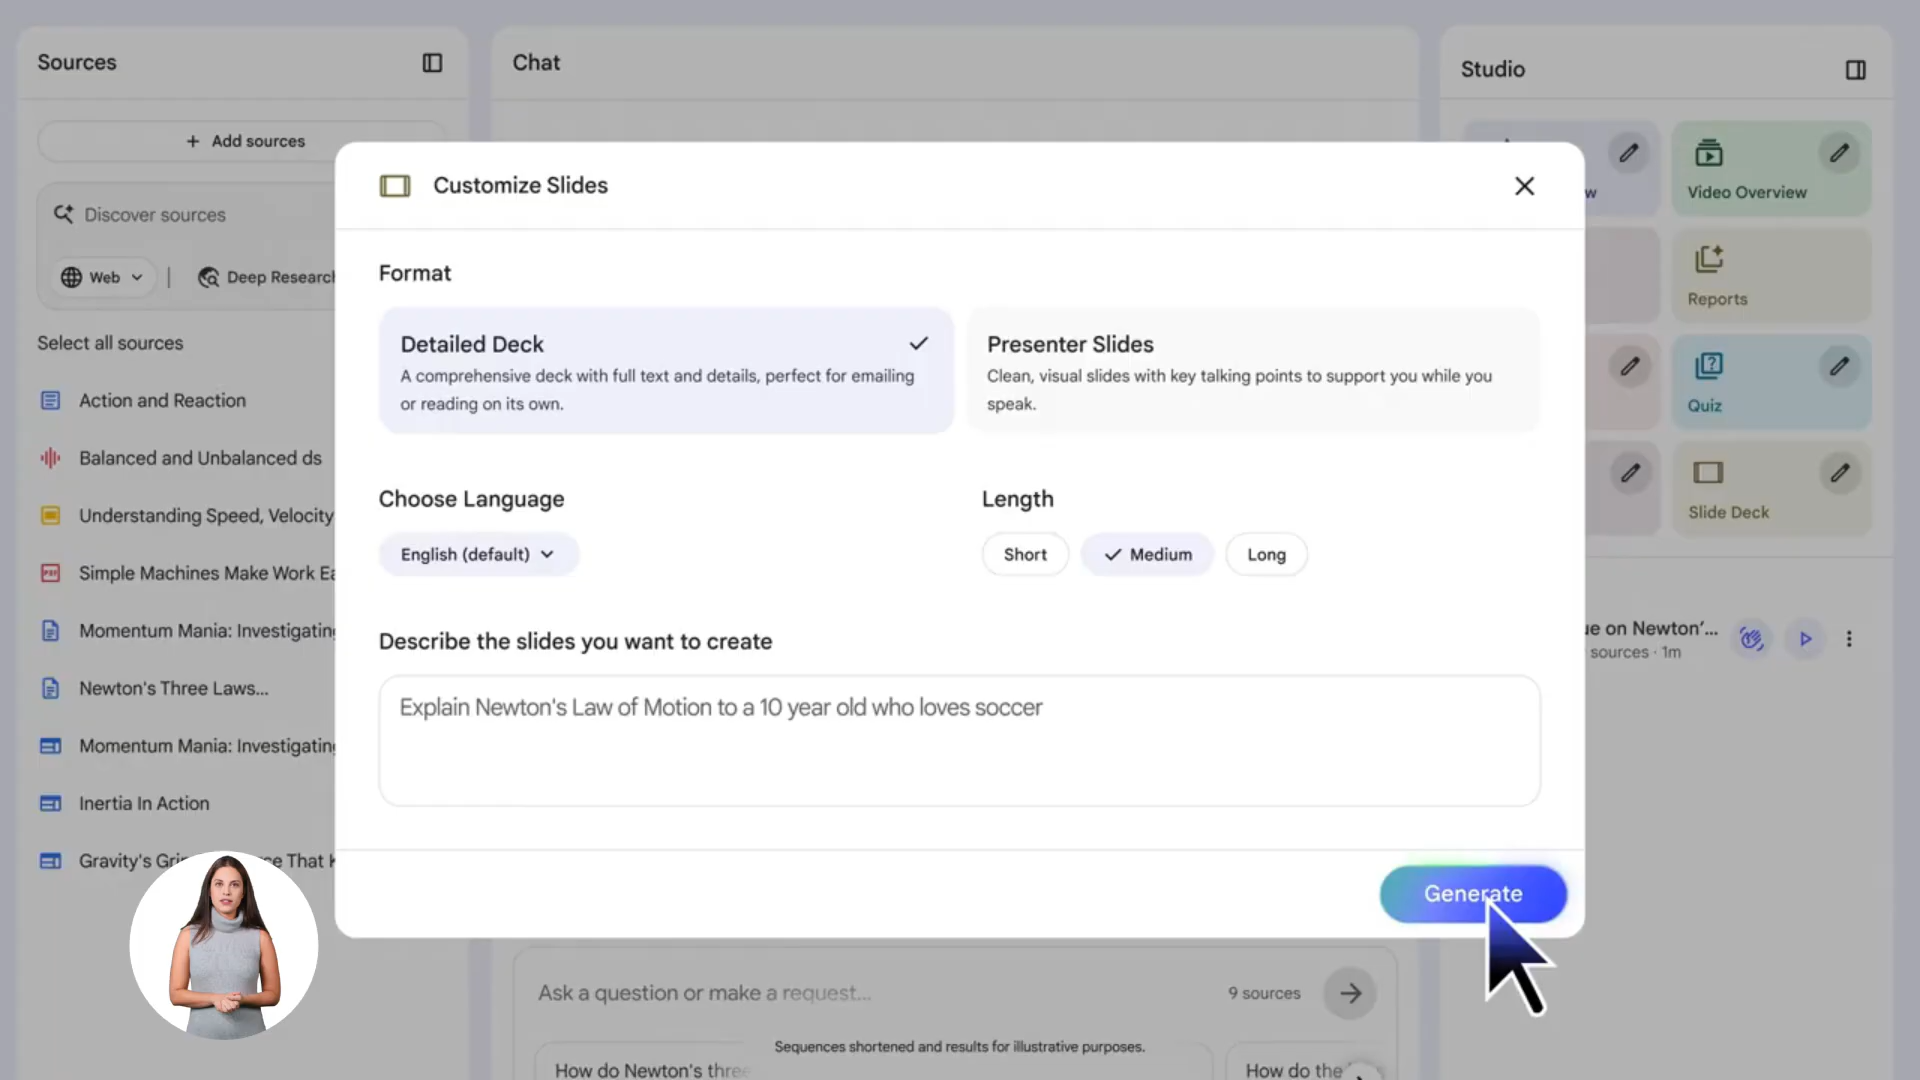 Sources
Chat
Studio
+ Add sources
Discover sources
Web
Deep Research
Select all sources
Action and Reaction
Balanced and Unbalanced ds
Understanding Speed, Velocity
Simple Machines Make Work
Momentum Mania: Investigating
Newton's Three Laws...
Momentum Mania: Investigating
Inertia In Action
Gravity's
That
Customize Slides
Format
Detailed Deck
A comprehensive deck with full text and details, perfect for emailing
or reading on its own.
Presenter Slides
Clean, visual slides with key talking points to support you while you
speak.
Choose Language
English (default)
Length
Short
Medium
Long
Describe the slides you want to create
Explain Newton's Law of Motion to a 10 year old who loves soccer
Generate
Video Overview
Reports
Quiz
Slide Deck
on Newton'...
sources · 1m
Ask a question or make a request...
9 sources
How do Newton's three
How do the
Sequences shortened and results for illustrative purposes.